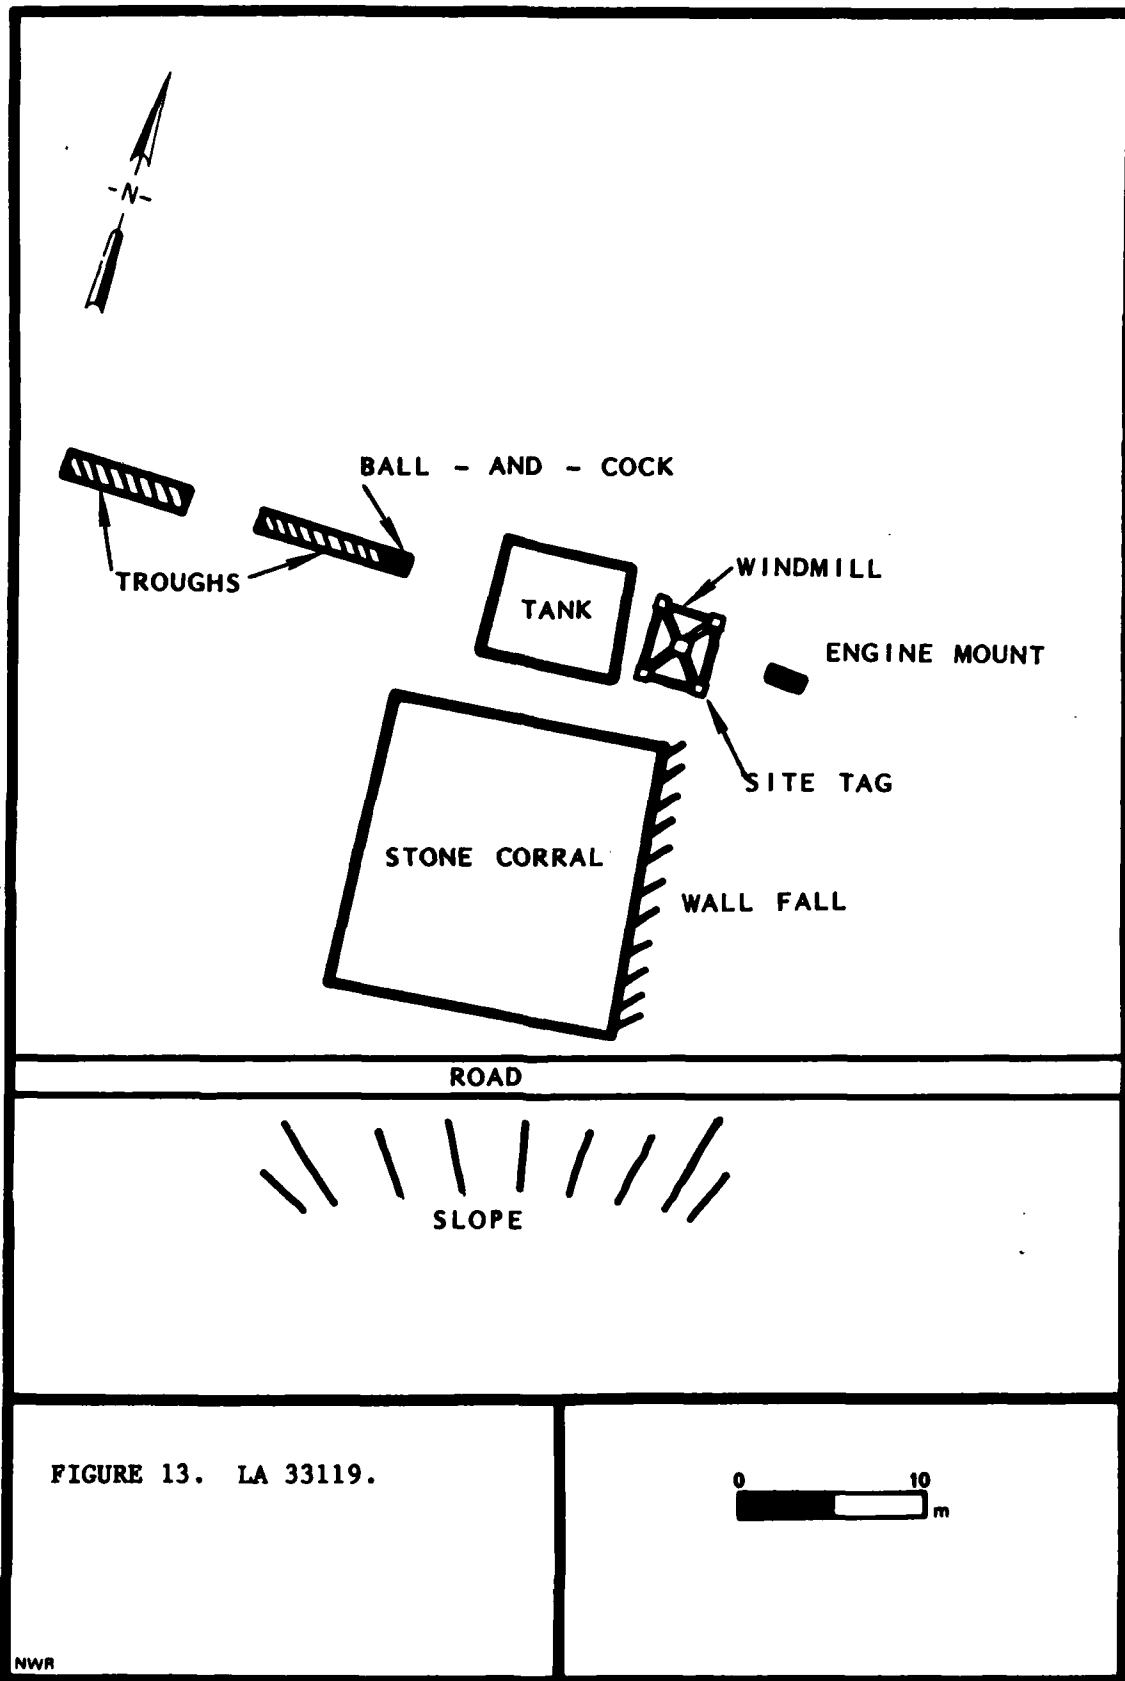 -N-
BALL - AND - COCK
TROUGHS
TANK
WINDMILL
ENGINE MOUNT
SITE TAG
STONE CORRAL
WALL FALL
ROAD
SLOPE
FIGURE 13. LA 33119.
0 10
m
NWR